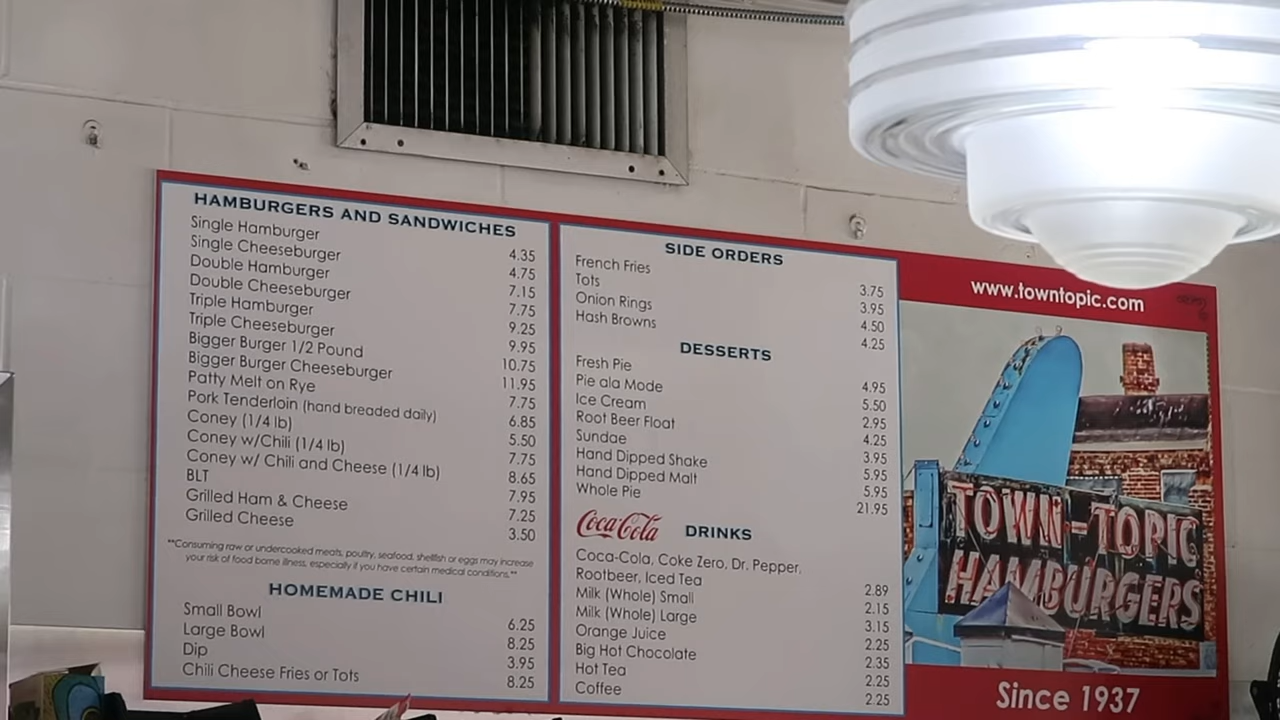 HAMBURGERS AND SANDWICHES
Single Hamburger 4.35
Single Cheeseburger 4.75
Double Hamburger 7.15
Double Cheeseburger 7.75
Triple Hamburger 9.25
Triple Cheeseburger 9.95
Bigger Burger 1/2 Pound 10.75
Bigger Burger Cheeseburger 11.95
Patty Melt on Rye 7.75
Pork Tenderloin (hand breaded daily) 6.85
Coney (1/4 lb) 5.50
Coney w/Chili (1/4 lb) 7.75
Coney w/ Chili and Cheese (1/4 lb) 8.65
BLT 7.95
Grilled Ham & Cheese 7.25
Grilled Cheese 3.50
**Consuming raw or undercooked meats, poultry, seafood, shellfish or eggs may increase
your risk of food borne illness, especially if you have certain medical conditions.**
HOMEMADE CHILI
Small Bowl 6.25
Large Bowl 8.25
Dip 3.95
Chili Cheese Fries or Tots 8.25
SIDE ORDERS
French Fries 3.75
Tots 3.95
Onion Rings 4.50
Hash Browns 4.25
DESSERTS
Fresh Pie 4.95
Pie ala Mode 5.50
Ice Cream 2.95
Root Beer Float 4.25
Sundae 3.95
Hand Dipped Shake 5.95
Hand Dipped Malt 5.95
Whole Pie 21.95
Coca-Cola DRINKS
Coca-Cola, Coke Zero, Dr. Pepper,
Rootbeer, Iced Tea 2.89
Milk (Whole) Small 2.15
Milk (Whole) Large 3.15
Orange Juice 2.25
Big Hot Chocolate 2.35
Hot Tea 2.25
Coffee 2.25
www.towntopic.com
TOWN-TOPIC
HAMBURGERS
Since 1937